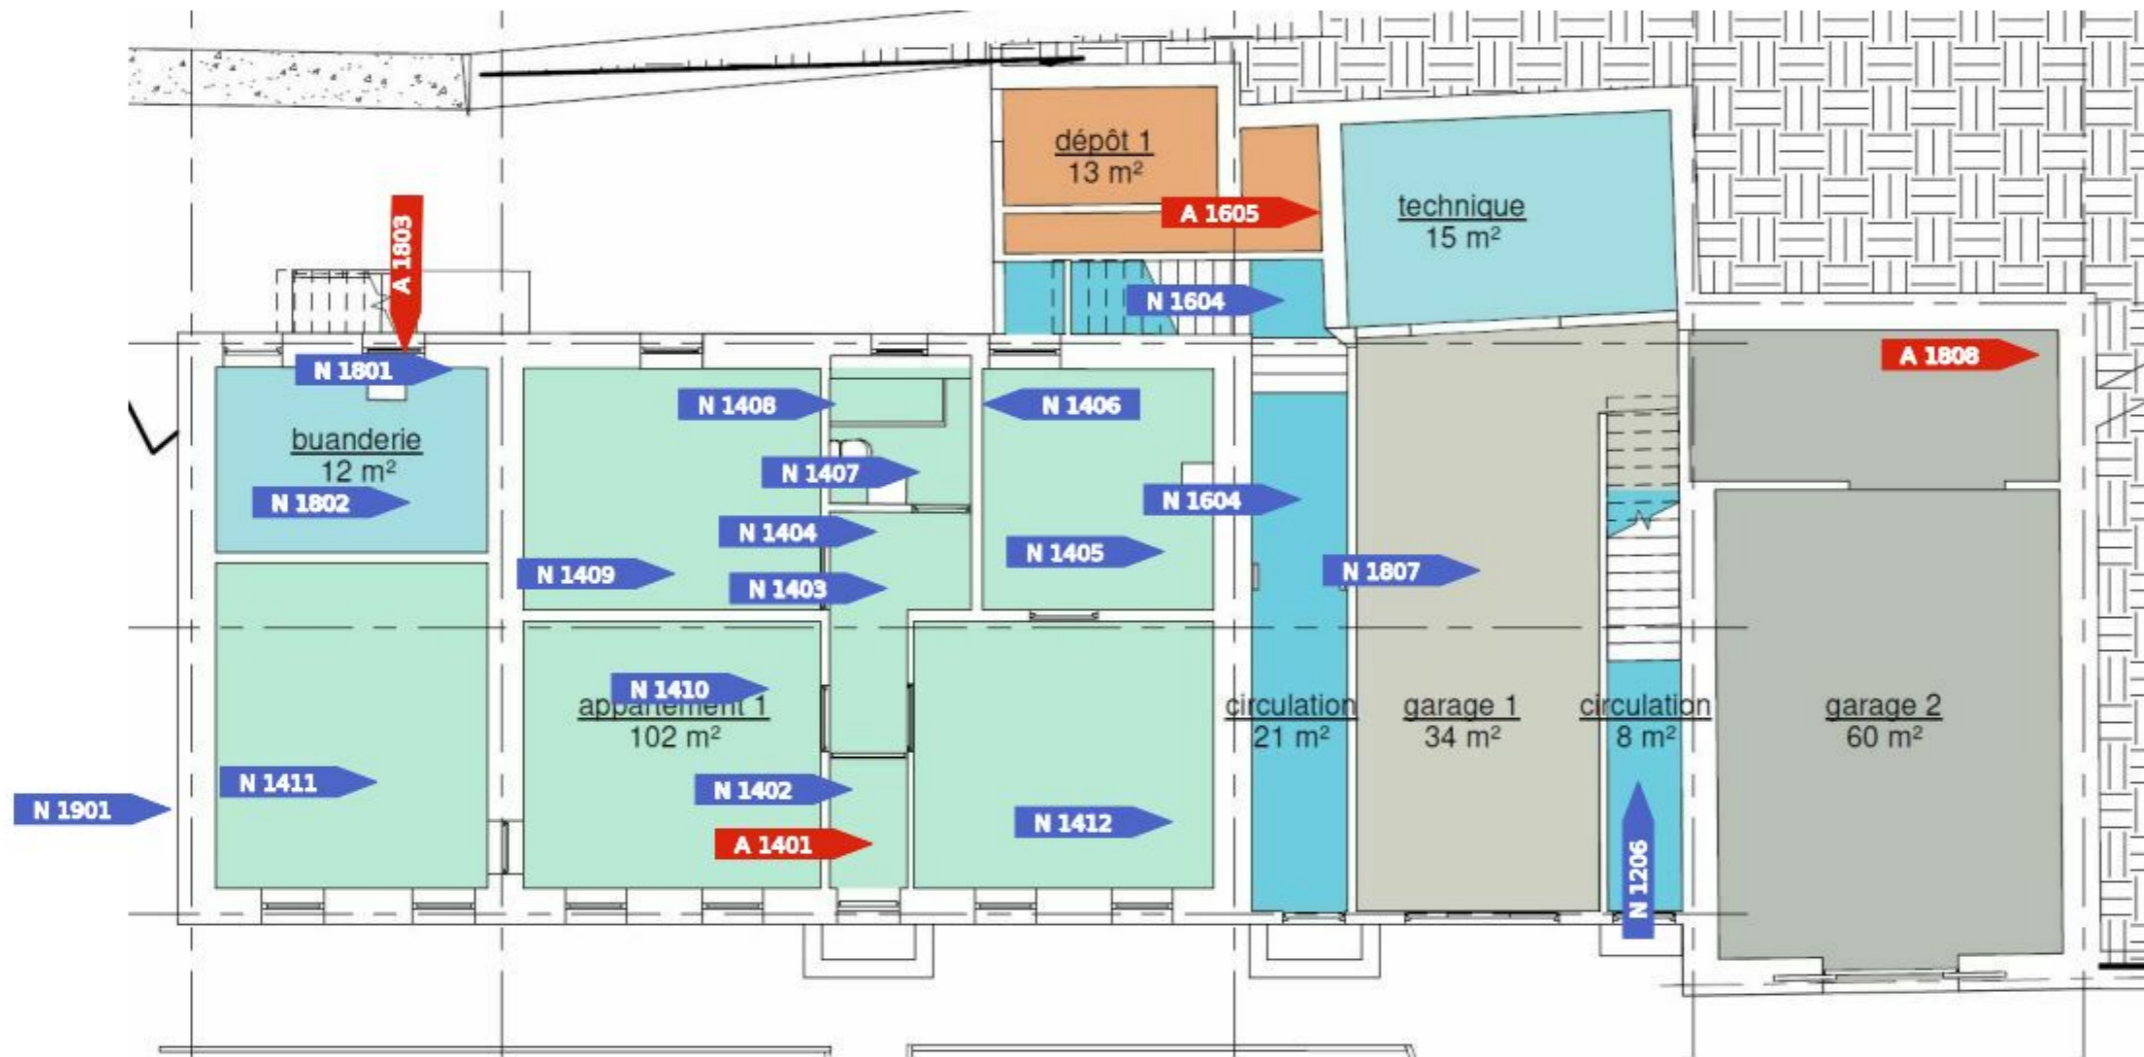 dépôt 1
13 m²
A 1605
technique
15 m²
A 1803
N 1604
N 1801
A 1808
N 1408
N 1406
buanderie
12 m²
N 1407
N 1802
N 1604
N 1404
N 1405
N 1409
N 1403
N 1807
N 1410
appartement 1
102 m²
circulation
21 m²
garage 1
34 m²
circulation
8 m²
garage 2
60 m²
N 1411
N 1402
N 1901
N 1412
A 1401
N 1206